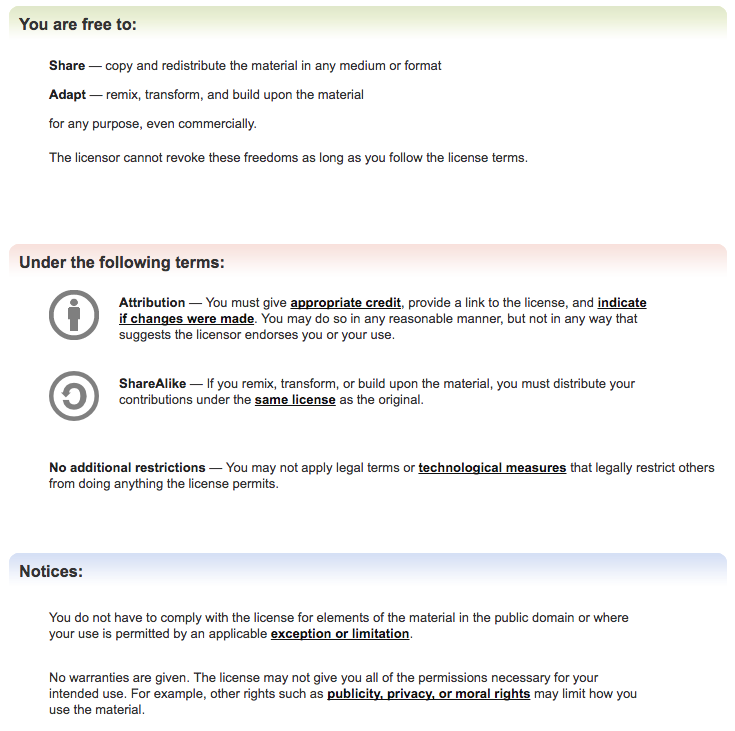 You are free to:
Share — copy and redistribute the material in any medium or format
Adapt — remix, transform, and build upon the material
for any purpose, even commercially.
The licensor cannot revoke these freedoms as long as you follow the license terms.
Under the following terms:
Attribution — You must give appropriate credit, provide a link to the license, and indicate
if changes were made. You may do so in any reasonable manner, but not in any way that
suggests the licensor endorses you or your use.
ShareAlike — If you remix, transform, or build upon the material, you must distribute your
contributions under the same license as the original.
No additional restrictions — You may not apply legal terms or technological measures that legally restrict others
from doing anything the license permits.
Notices:
You do not have to comply with the license for elements of the material in the public domain or where
your use is permitted by an applicable exception or limitation.
No warranties are given. The license may not give you all of the permissions necessary for your
intended use. For example, other rights such as publicity, privacy, or moral rights may limit how you
use the material.